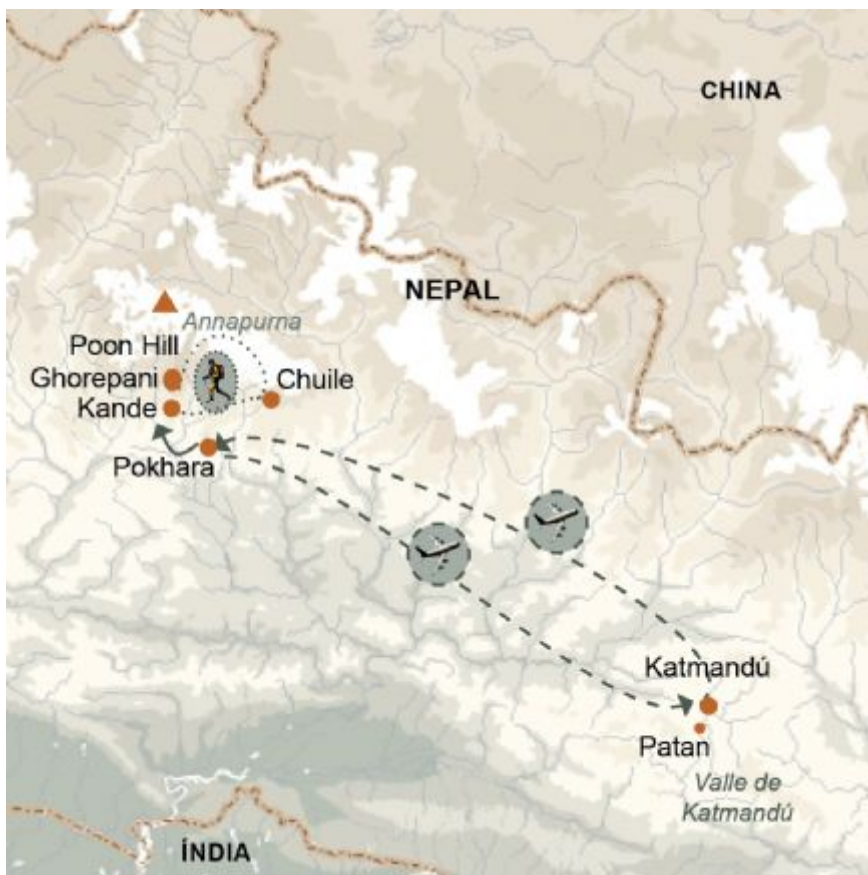 CHINA
NEPAL
Annapurna
Poon Hill
Ghorepani
Chuile
Kande
Pokhara
Katmandú
Patan
Valle de
Katmandú
ÍNDIA